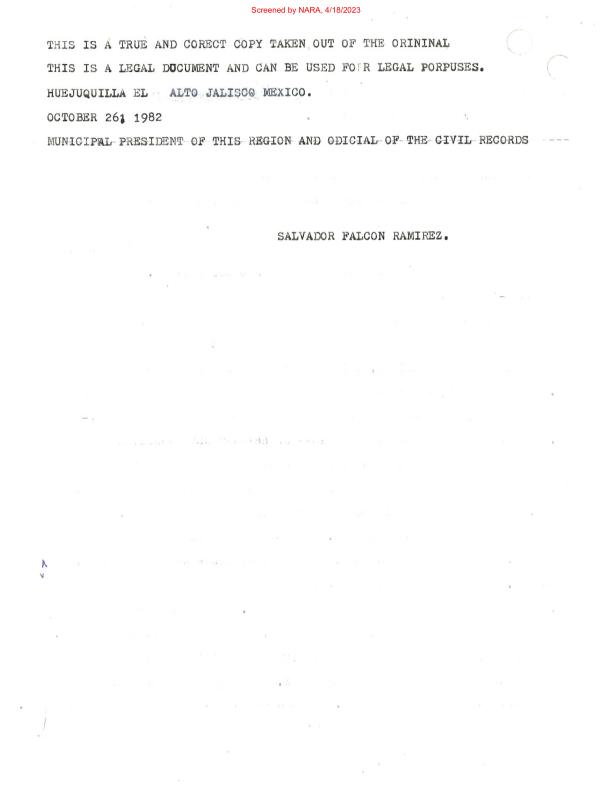 Screened by NARA, 4/18/2023
THIS IS A TRUE AND CORECT COPY TAKEN OUT OF THE ORININAL
THIS IS A LEGAL DOCUMENT AND CAN BE USED FO R LEGAL PORPUSES.
HUEJUQUILLA EL ALTO JALISCO MEXICO.
OCTOBER 26, 1982
MUNICIPAL PRESIDENT OF THIS REGION AND ODICIAL OF THE CIVIL RECORDS ----
SALVADOR FALCON RAMIREZ.